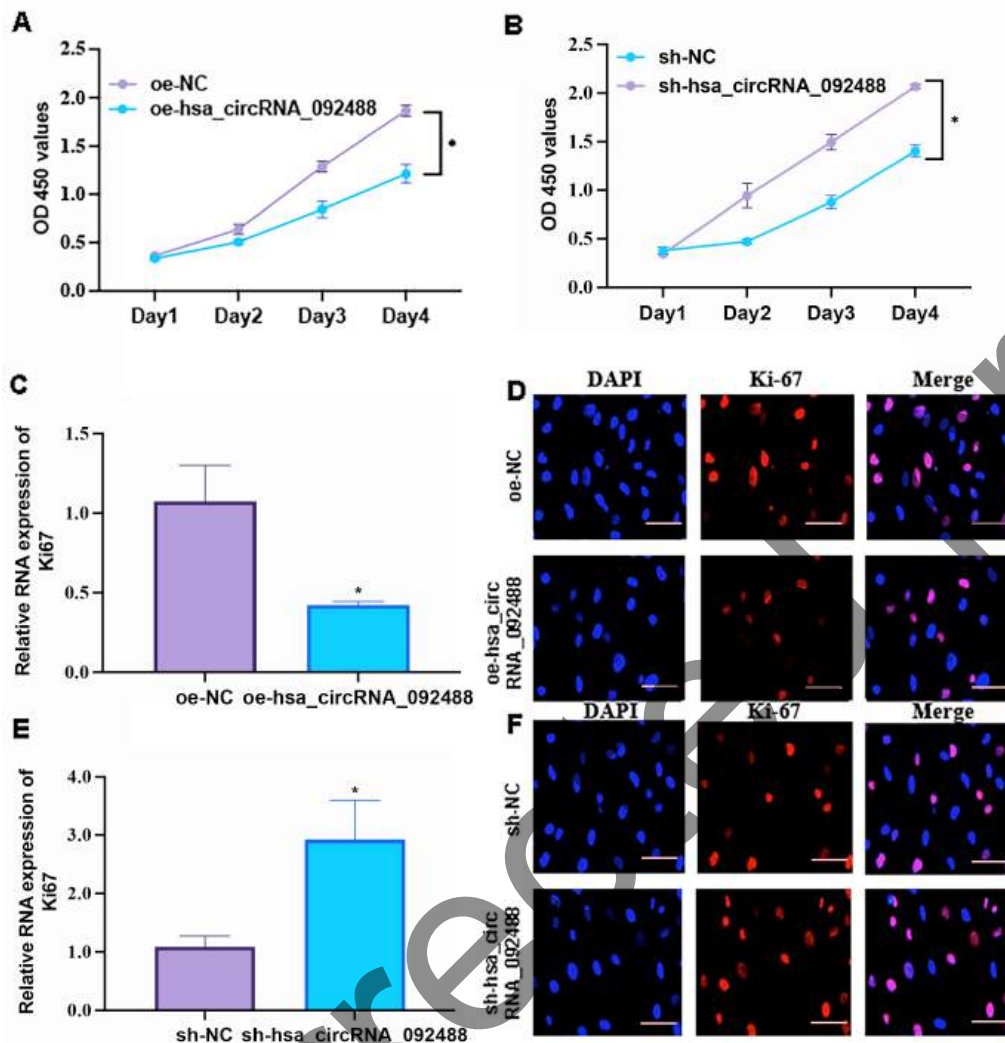 A
2.5
2.0
1.5
1.0
0.5
0.0
OD 450 values
oe-NC
oe-hsa_circRNA_092488
*
Day1 Day2 Day3 Day4
B
2.5
2.0
1.5
1.0
0.5
0.0
OD 450 values
sh-NC
sh-hsa_circRNA_092488
*
Day1 Day2 Day3 Day4
C
1.5
1.0
0.5
0.0
Relative RNA expression of
Ki67
*
oe-NC oe-hsa_circRNA_092488
D
DAPI Ki-67 Merge
oe-NC
oe-hsa_circ
RNA_092488
E
4.0
3.0
2.0
1.0
0.0
Relative RNA expression of
Ki67
*
sh-NC sh-hsa_circRNA_092488
F
DAPI Ki-67 Merge
sh-NC
sh-hsa_circ
RNA_092488